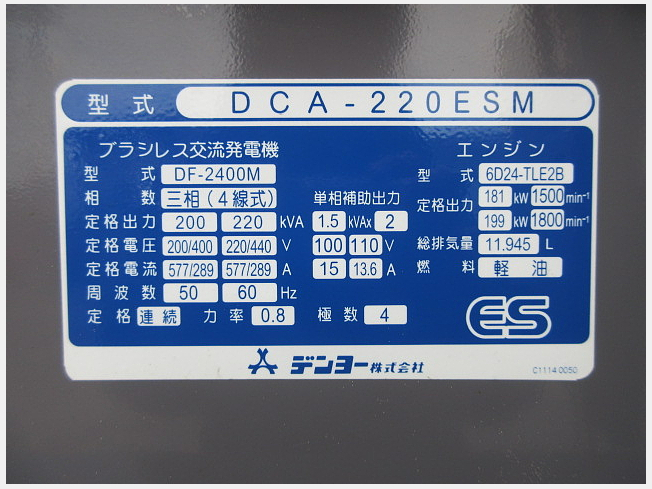 型式 DCA-220ESM
ブラシレス交流発電機
型式 DF-2400M
相数 三相(4線式) 単相補助出力
定格出力 200 220 kVA 1.5 kVAx 2
定格電圧 200/400 220/440 V 100 110 V
定格電流 577/289 577/289 A 15 13.6 A
周波数 50 60 Hz
定格 連続 力率 0.8 極数 4
エンジン
型式 6D24-TLE2B
定格出力 181 kW 1500 min⁻¹
199 kW 1800 min⁻¹
総排気量 11.945 L
燃料 軽油
ES
デンヨー株式会社
C1114 0050